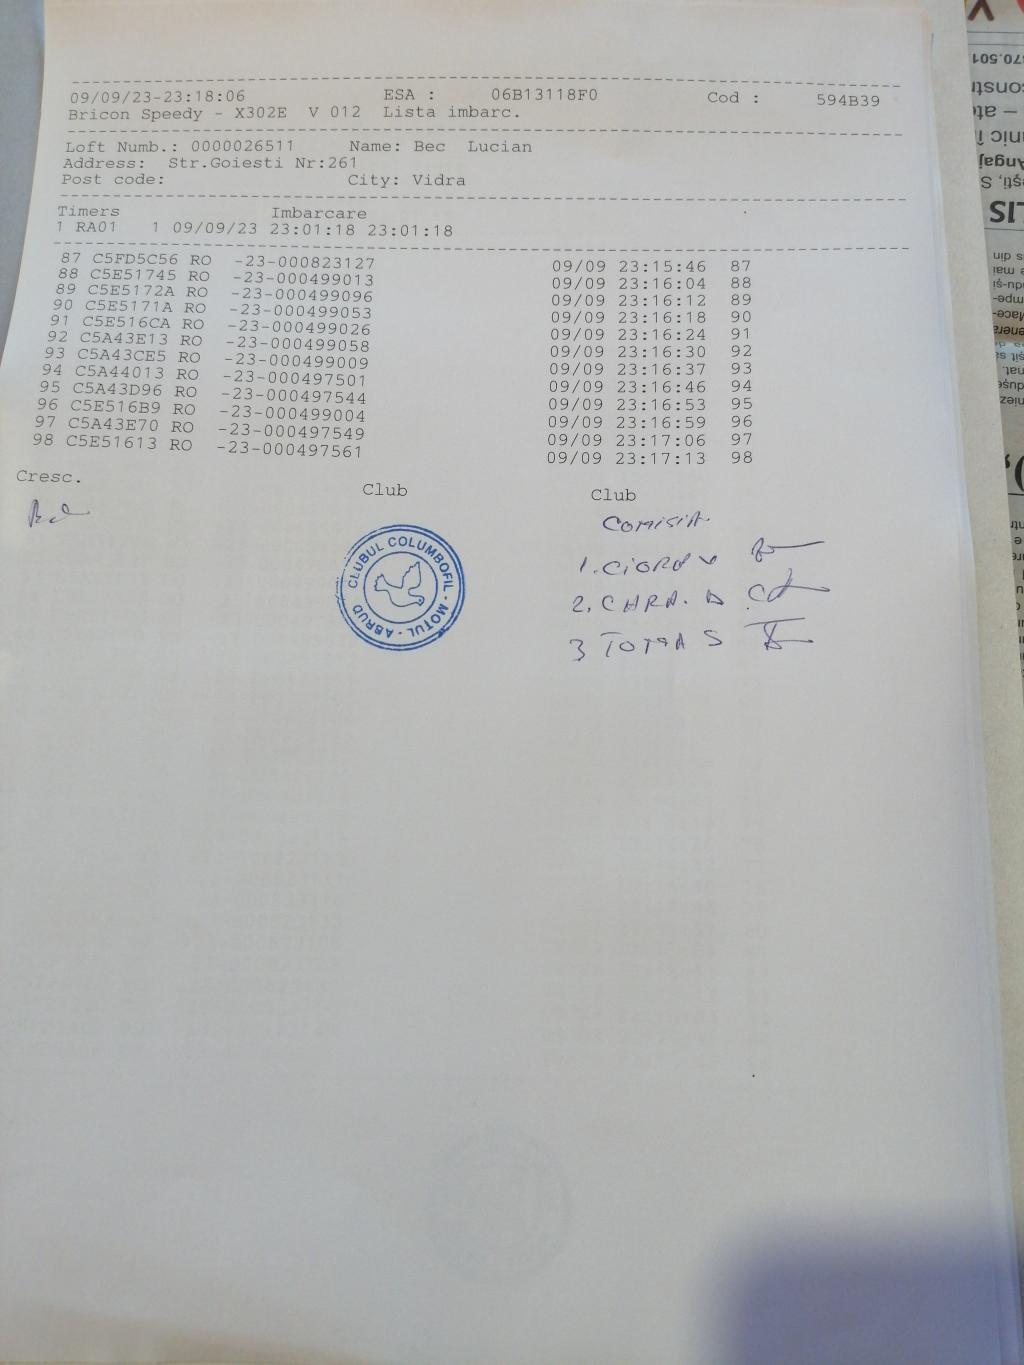 09/09/23-23:18:06 ESA : 06B13118F0 Cod : 594B39
Bricon Speedy - X302E V 012 Lista imbarc.
Loft Numb.: 0000026511 Name: Bec Lucian
Address: Str.Goiesti Nr:261
Post code: City: Vidra
Timers Imbarcare
1 RA01 1 09/09/23 23:01:18 23:01:18
87 C5FD5C56 RO -23-000823127 09/09 23:15:46 87
88 C5E51745 RO -23-000499013 09/09 23:16:04 88
89 C5E5172A RO -23-000499096 09/09 23:16:12 89
90 C5E5171A RO -23-000499053 09/09 23:16:18 90
91 C5E516CA RO -23-000499026 09/09 23:16:24 91
92 C5A43E13 RO -23-000499058 09/09 23:16:30 92
93 C5A43CE5 RO -23-000499009 09/09 23:16:37 93
94 C5A44013 RO -23-000497501 09/09 23:16:46 94
95 C5A43D96 RO -23-000497544 09/09 23:16:53 95
96 C5E516B9 RO -23-000499004 09/09 23:16:59 96
97 C5A43E70 RO -23-000497549 09/09 23:17:06 97
98 C5E51613 RO -23-000497561 09/09 23:17:13 98
Cresc. Club Club
COMISIA.
1. CIORA V
2. CHRA. D
3 TOMA S
CLUBUL COLUMBOFIL - MOTUL - ABRUD